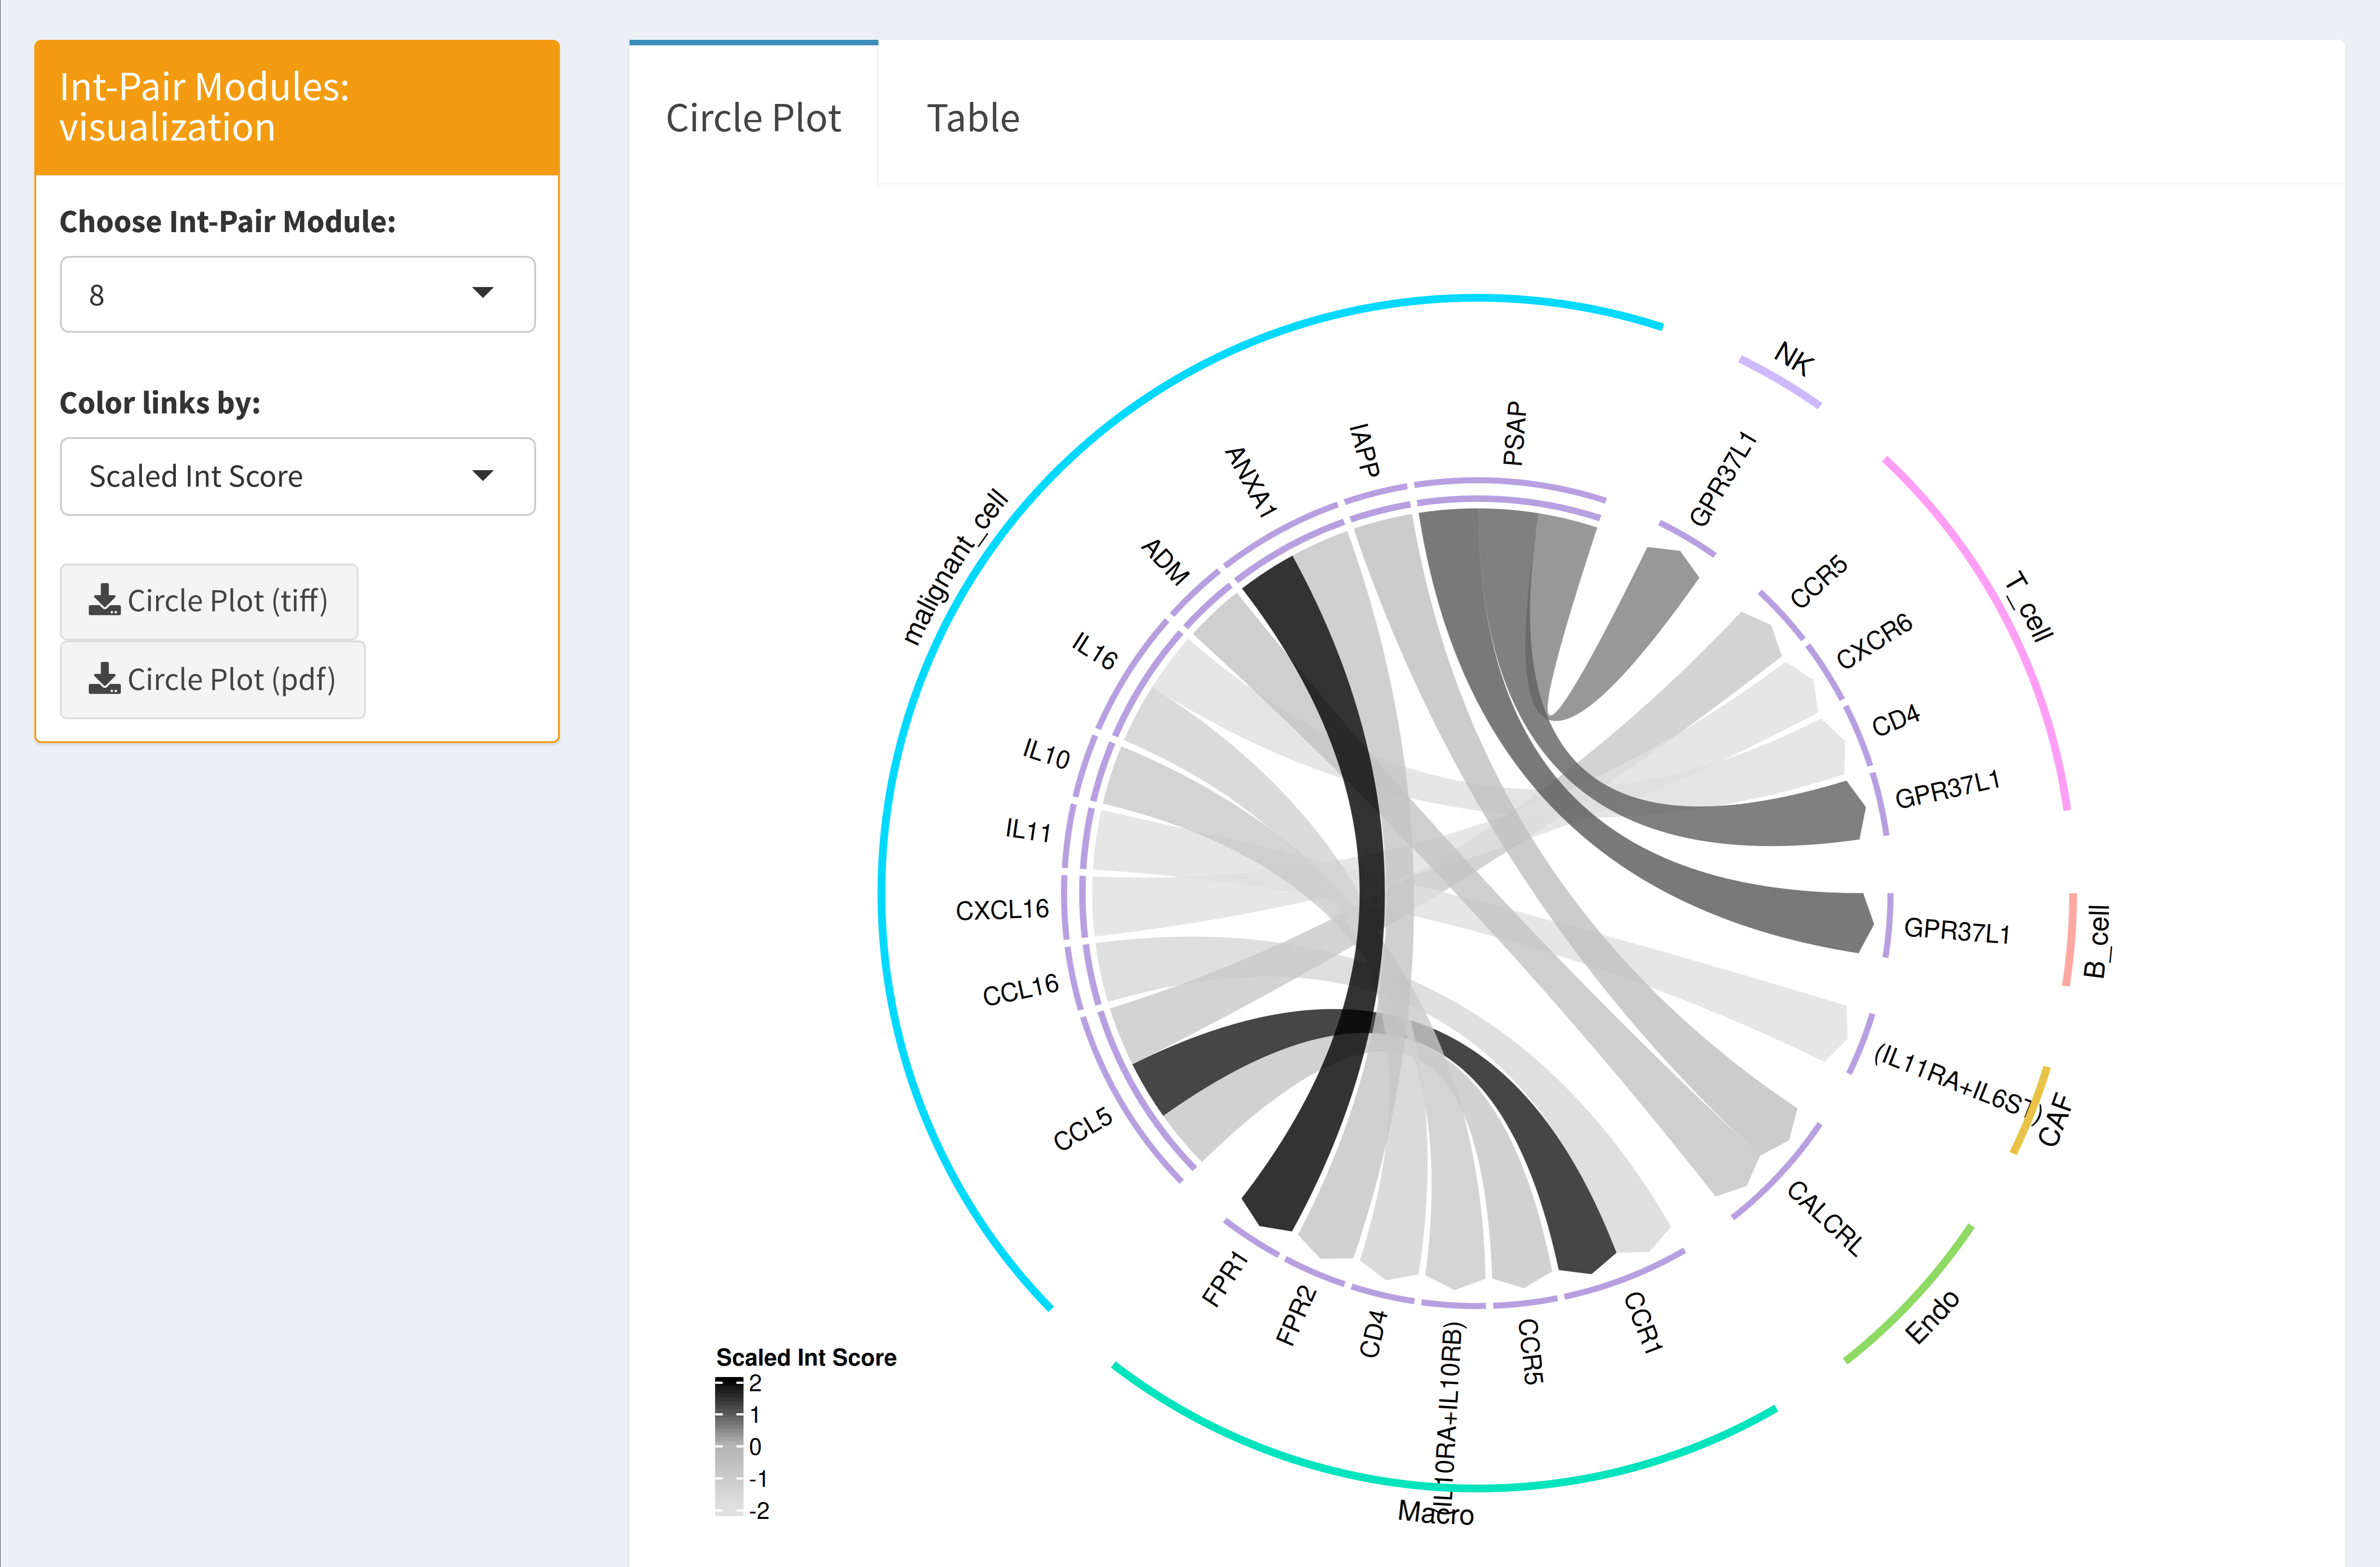 Int-Pair Modules:
visualization
Choose Int-Pair Module:
8
Color links by:
Scaled Int Score
Circle Plot (tiff)
Circle Plot (pdf)
Circle Plot
Table
malignant_cell
NK
T_cell
B_cell
CAF
Endo
Macro
PSAP
IAPP
ANXA1
ADM
IL16
IL10
IL11
CXCL16
CCL16
CCL5
GPR37L1
CCR5
CXCR6
CD4
GPR37L1
GPR37L1
(IL11RA+IL6ST)
CALCRL
CCR1
CCR5
(IL10RA+IL10RB)
CD4
FPR2
FPR1
Scaled Int Score
2
1
0
-1
-2